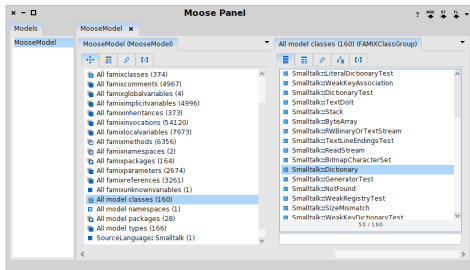 Moose Panel
? MSE ST FL
Models
MooseModel
MooseModel
MooseModel (MooseModel)
All famixclasses (374)
All famixcomments (4967)
All famixglobalvariables (4)
All famiximplicitvariables (4996)
All famixinheritances (373)
All famixinvocations (54120)
All famixlocalvariables (7973)
All famixmethods (6356)
All famixnamespaces (2)
All famixpackages (164)
All famixparameters (2674)
All famixreferences (3261)
All famixunknownvariables (1)
All model classes (160)
All model namespaces (1)
All model packages (28)
All model types (166)
SourceLanguage: Smalltalk (1)
All model classes (160) (FAMIXClassGroup)
Smalltalk::LiteralDictionaryTest
Smalltalk::WeakKeyAssociation
Smalltalk::DictionaryTest
Smalltalk::TextDoIt
Smalltalk::Stack
Smalltalk::ByteArray
Smalltalk::RWBinaryOrTextStream
Smalltalk::TextLineEndingsTest
Smalltalk::ReadStream
Smalltalk::BitmapCharacterSet
Smalltalk::Dictionary
Smalltalk::GeneratorTest
Smalltalk::NotFound
Smalltalk::WeakRegistryTest
Smalltalk::SizeMismatch
Smalltalk::WeakKeyDictionaryTest
50 / 160